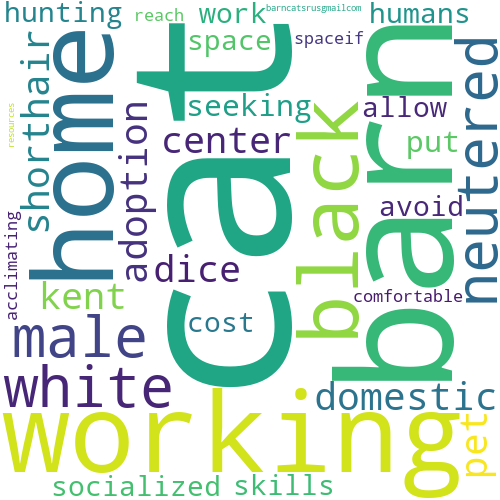 hunting
reach
work
barncatsrusgmailcom
humans
space
spaceif
shorthair
home
cat
barn
neutered
resources
adoption
seeking
center
black
allow
put
avoid
dice
acclimating
kent
cost
comfortable
male
white
domestic
working
pet
socialized
skills